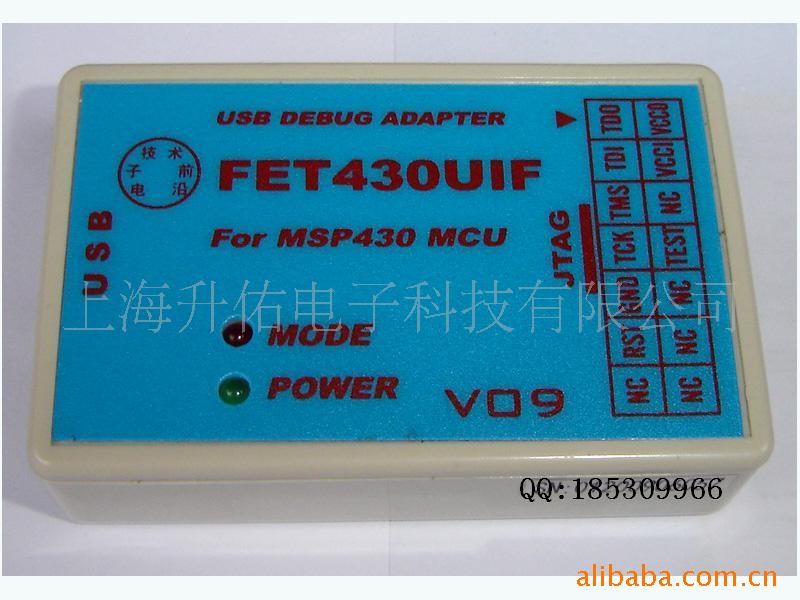 USB DEBUG ADAPTER
技术
子 前
电 沿
FET430UIF
For MSP430 MCU
USB
JTAG
TDO VCCO
TDI VCCI
TMS NC
TCK TEST
GND NC
RST NC
NC NC
上海升佑电子科技有限公司
MODE
POWER
V09
QQ:185309966
alibaba.com.cn